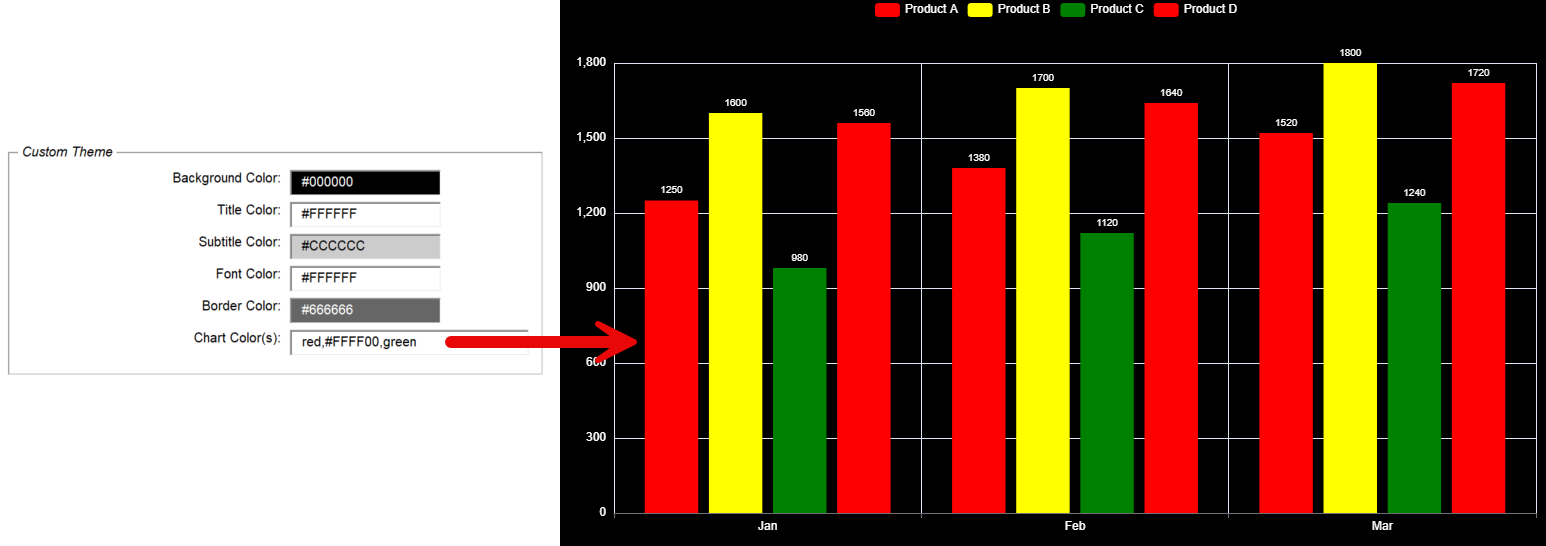 Custom Theme
Background Color: #000000
Title Color: #FFFFFF
Subtitle Color: #CCCCCC
Font Color: #FFFFFF
Border Color: #666666
Chart Color(s): red,#FFFF00,green
Product A Product B Product C Product D
1,800
1,500
1,200
900
600
300
0
1250 1600 980 1560
1380 1700 1120 1640
1520 1800 1240 1720
Jan Feb Mar